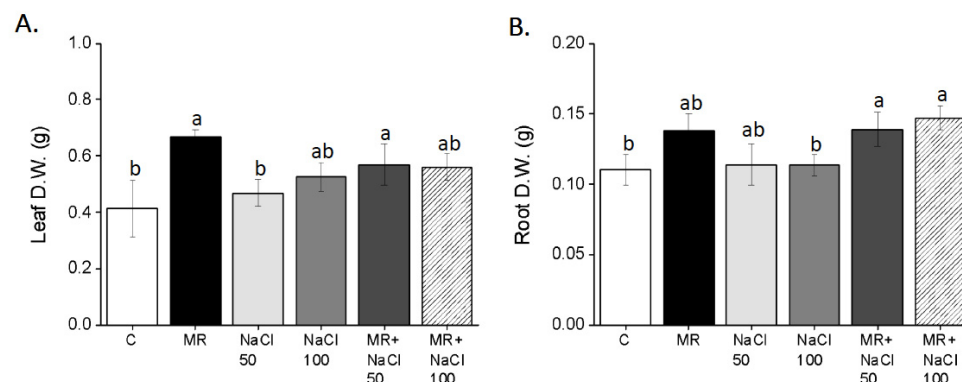 A.
Leaf D.W. (g)
1.0
0.8
0.6
0.4
0.2
0.0
b
a
b
ab
a
ab
C
MR
NaCl
50
NaCl
100
MR+
NaCl
50
MR+
NaCl
100
B.
Root D.W. (g)
0.20
0.15
0.10
0.05
0.00
b
ab
ab
b
a
a
C
MR
NaCl
50
NaCl
100
MR+
NaCl
50
MR+
NaCl
100